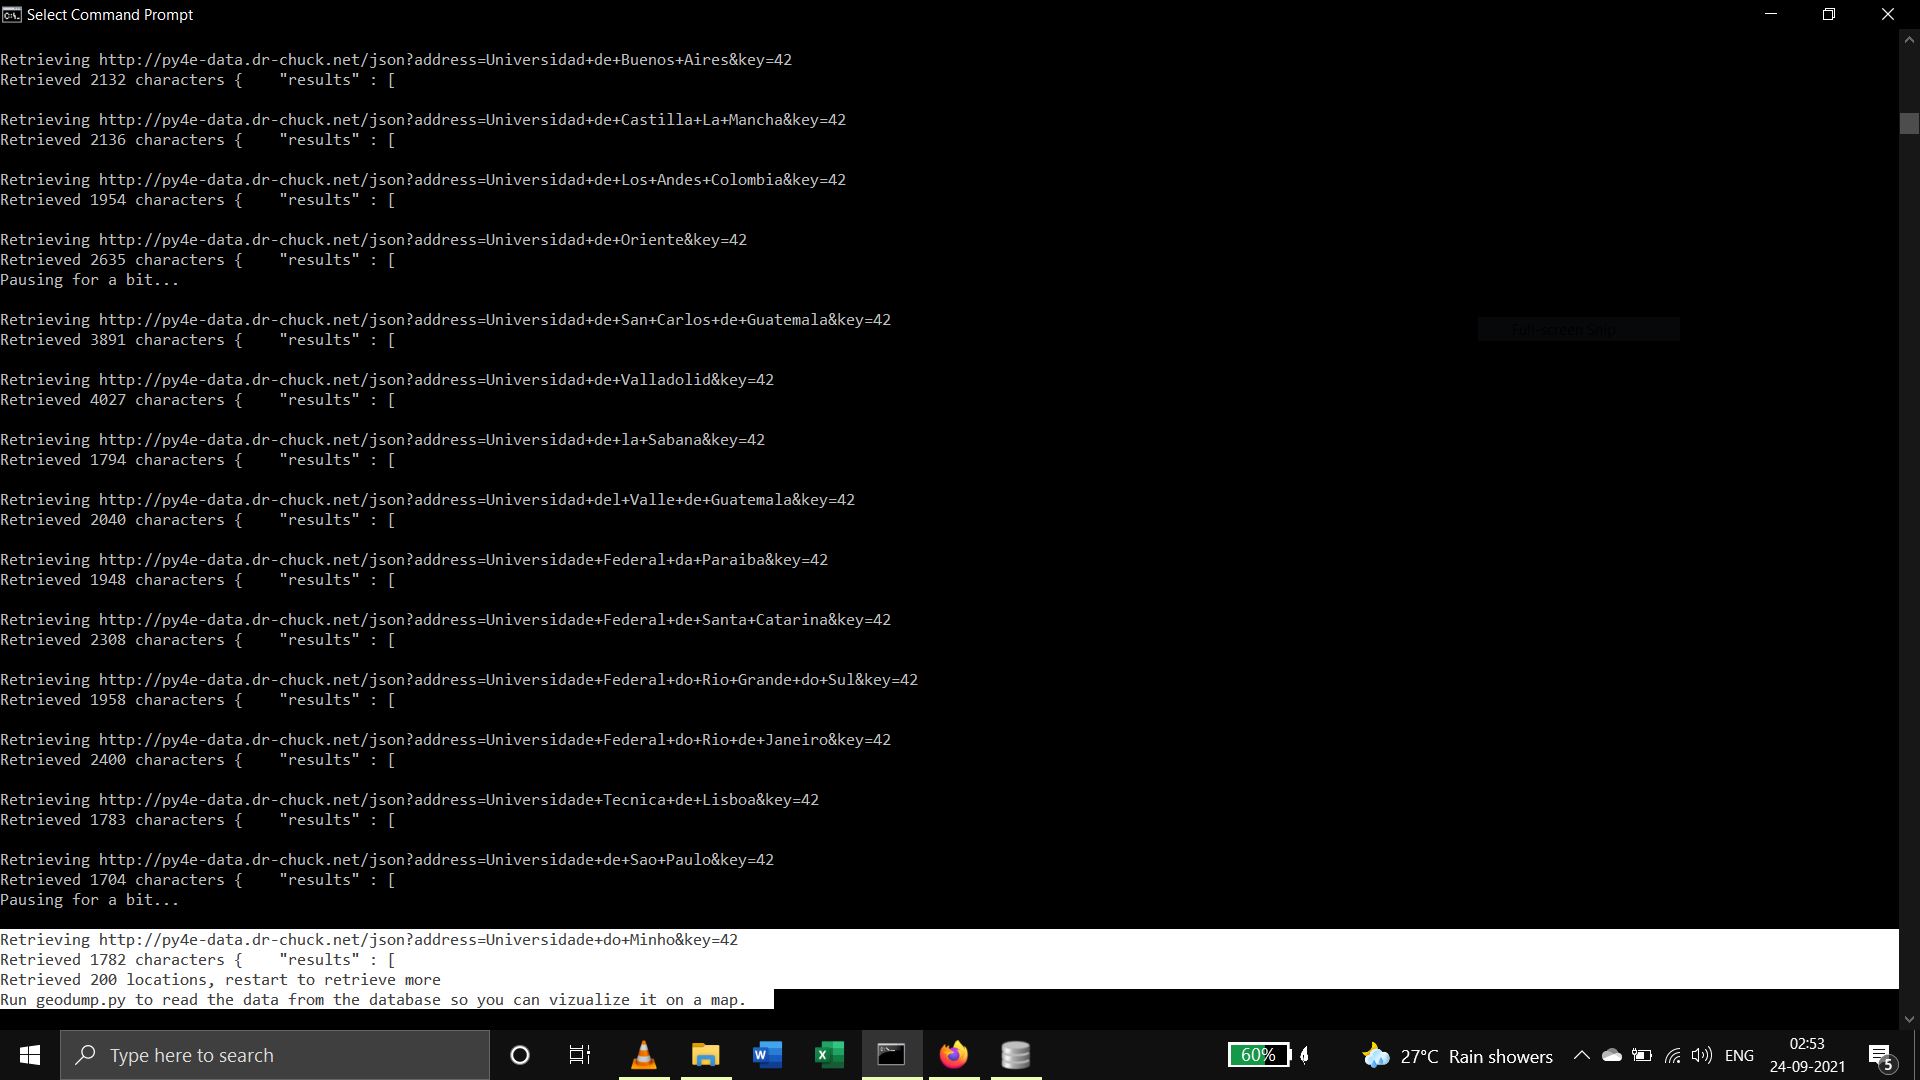 Select Command Prompt
Retrieving http://py4e-data.dr-chuck.net/json?address=Universidad+de+Buenos+Aires&key=42
Retrieved 2132 characters {    "results" : [
Retrieving http://py4e-data.dr-chuck.net/json?address=Universidad+de+Castilla+La+Mancha&key=42
Retrieved 2136 characters {    "results" : [
Retrieving http://py4e-data.dr-chuck.net/json?address=Universidad+de+Los+Andes+Colombia&key=42
Retrieved 1954 characters {    "results" : [
Retrieving http://py4e-data.dr-chuck.net/json?address=Universidad+de+Oriente&key=42
Retrieved 2635 characters {    "results" : [
Pausing for a bit...
Retrieving http://py4e-data.dr-chuck.net/json?address=Universidad+de+San+Carlos+de+Guatemala&key=42
Full-screen Snip
Retrieved 3891 characters {    "results" : [
Retrieving http://py4e-data.dr-chuck.net/json?address=Universidad+de+Valladolid&key=42
Retrieved 4027 characters {    "results" : [
Retrieving http://py4e-data.dr-chuck.net/json?address=Universidad+de+la+Sabana&key=42
Retrieved 1794 characters {    "results" : [
Retrieving http://py4e-data.dr-chuck.net/json?address=Universidad+del+Valle+de+Guatemala&key=42
Retrieved 2040 characters {    "results" : [
Retrieving http://py4e-data.dr-chuck.net/json?address=Universidade+Federal+da+Paraiba&key=42
Retrieved 1948 characters {    "results" : [
Retrieving http://py4e-data.dr-chuck.net/json?address=Universidade+Federal+de+Santa+Catarina&key=42
Retrieved 2308 characters {    "results" : [
Retrieving http://py4e-data.dr-chuck.net/json?address=Universidade+Federal+do+Rio+Grande+do+Sul&key=42
Retrieved 1958 characters {    "results" : [
Retrieving http://py4e-data.dr-chuck.net/json?address=Universidade+Federal+do+Rio+de+Janeiro&key=42
Retrieved 2400 characters {    "results" : [
Retrieving http://py4e-data.dr-chuck.net/json?address=Universidade+Tecnica+de+Lisboa&key=42
Retrieved 1783 characters {    "results" : [
Retrieving http://py4e-data.dr-chuck.net/json?address=Universidade+de+Sao+Paulo&key=42
Retrieved 1704 characters {    "results" : [
Pausing for a bit...
Retrieving http://py4e-data.dr-chuck.net/json?address=Universidade+do+Minho&key=42
Retrieved 1782 characters {    "results" : [
Retrieved 200 locations, restart to retrieve more
Run geodump.py to read the data from the database so you can vizualize it on a map.
Type here to search
60%
27°C Rain showers
ENG
02:53
24-09-2021
5